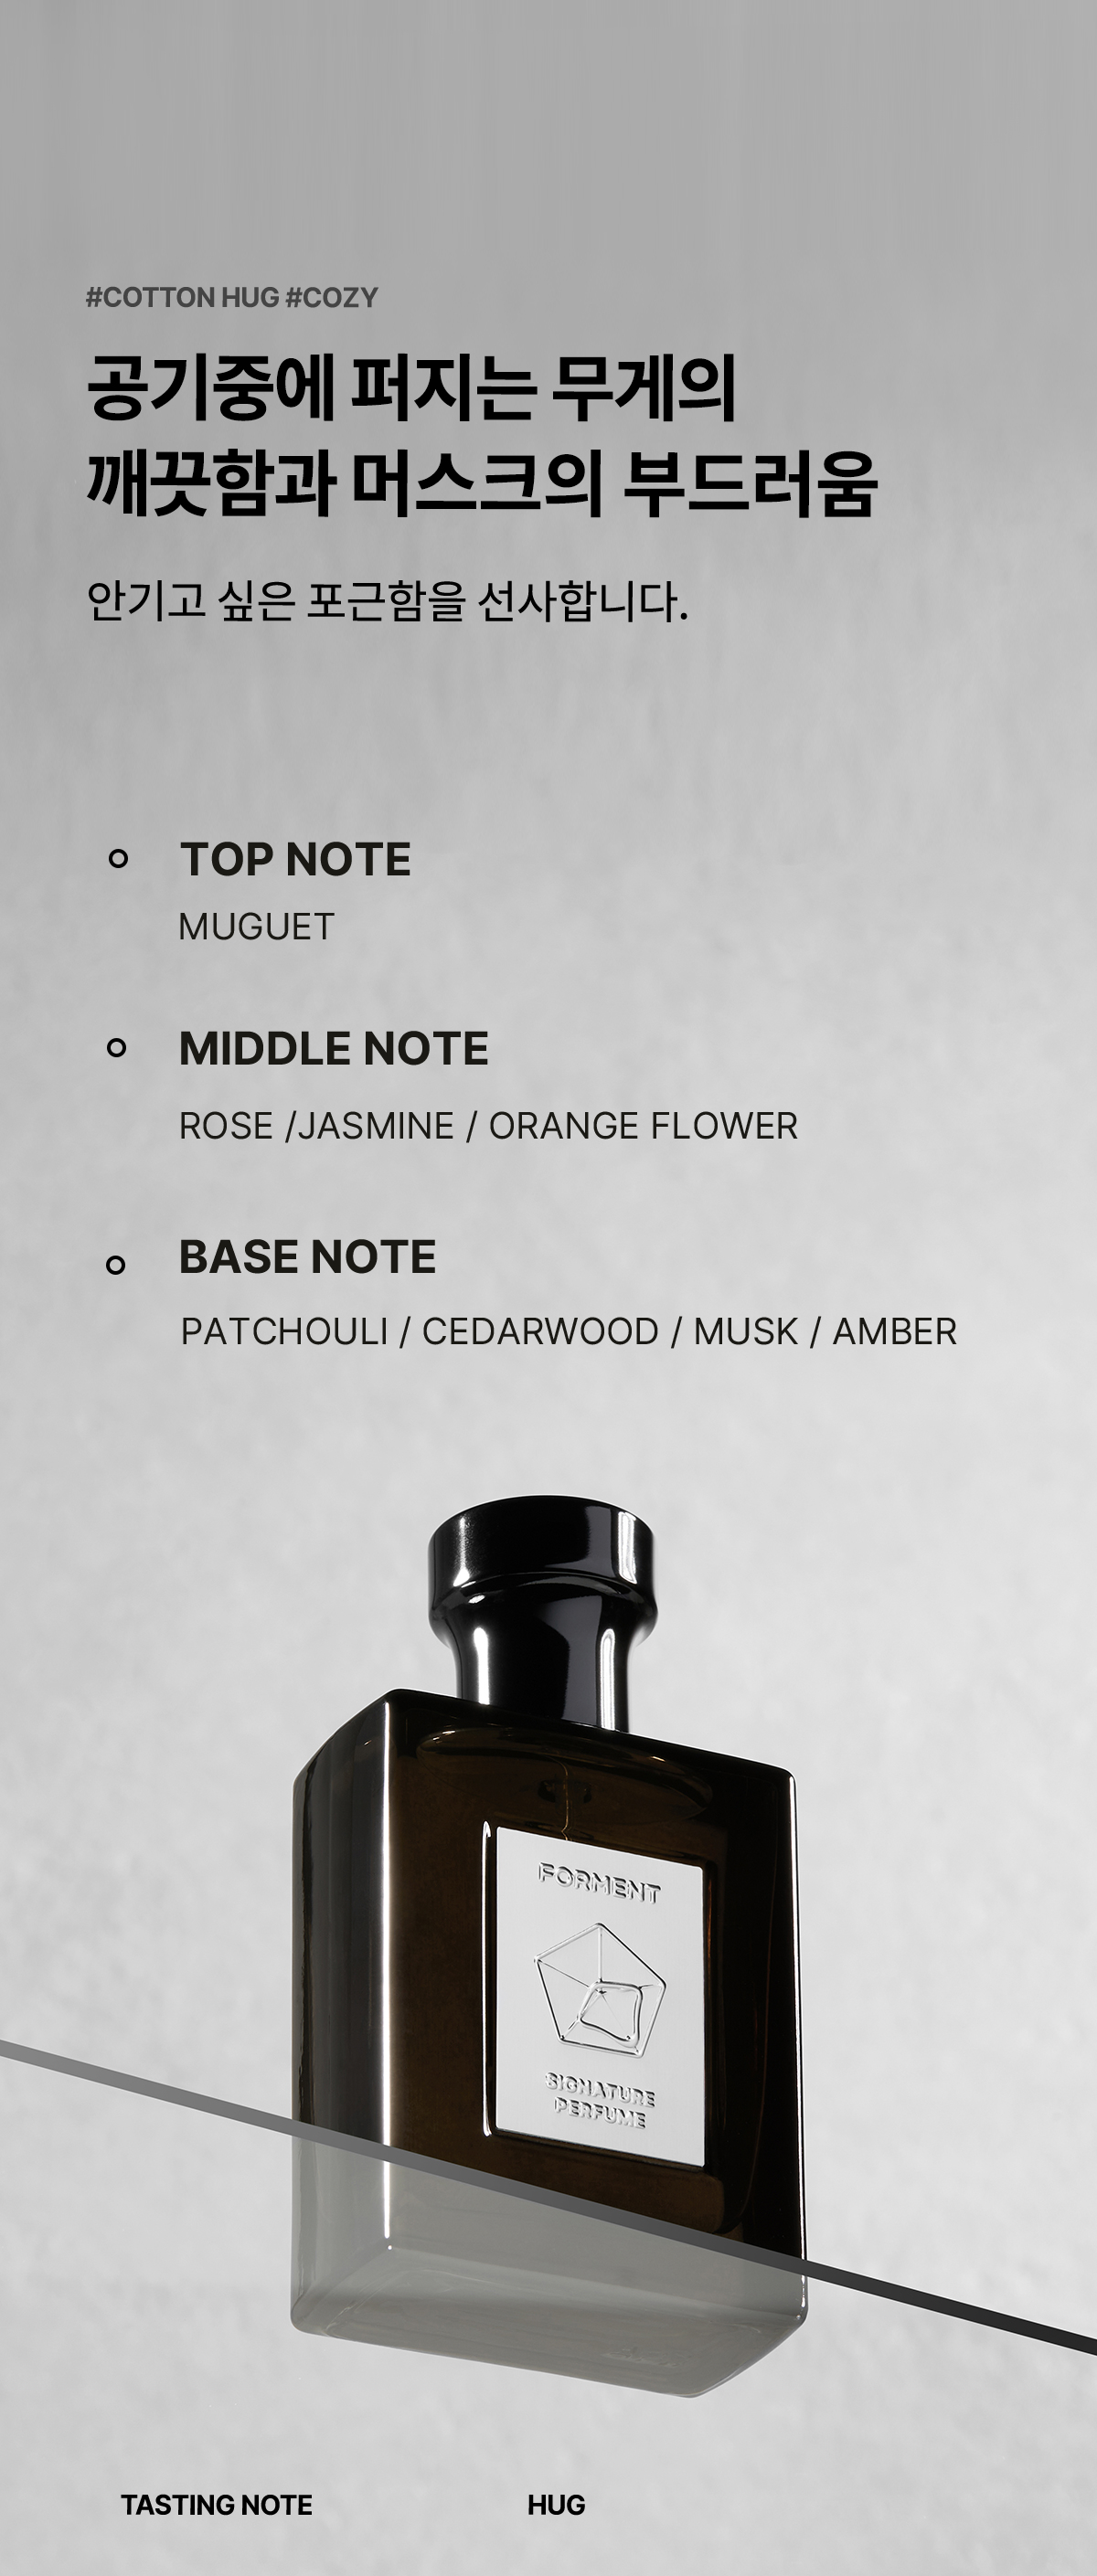 #COTTON HUG #COZY
공기중에 퍼지는 무게의
깨끗함과 머스크의 부드러움
안기고 싶은 포근함을 선사합니다.
TOP NOTE
MUGUET
MIDDLE NOTE
ROSE /JASMINE / ORANGE FLOWER
BASE NOTE
PATCHOULI / CEDARWOOD / MUSK / AMBER
FORMENT
SIGNATURE
PERFUME
TASTING NOTE
HUG